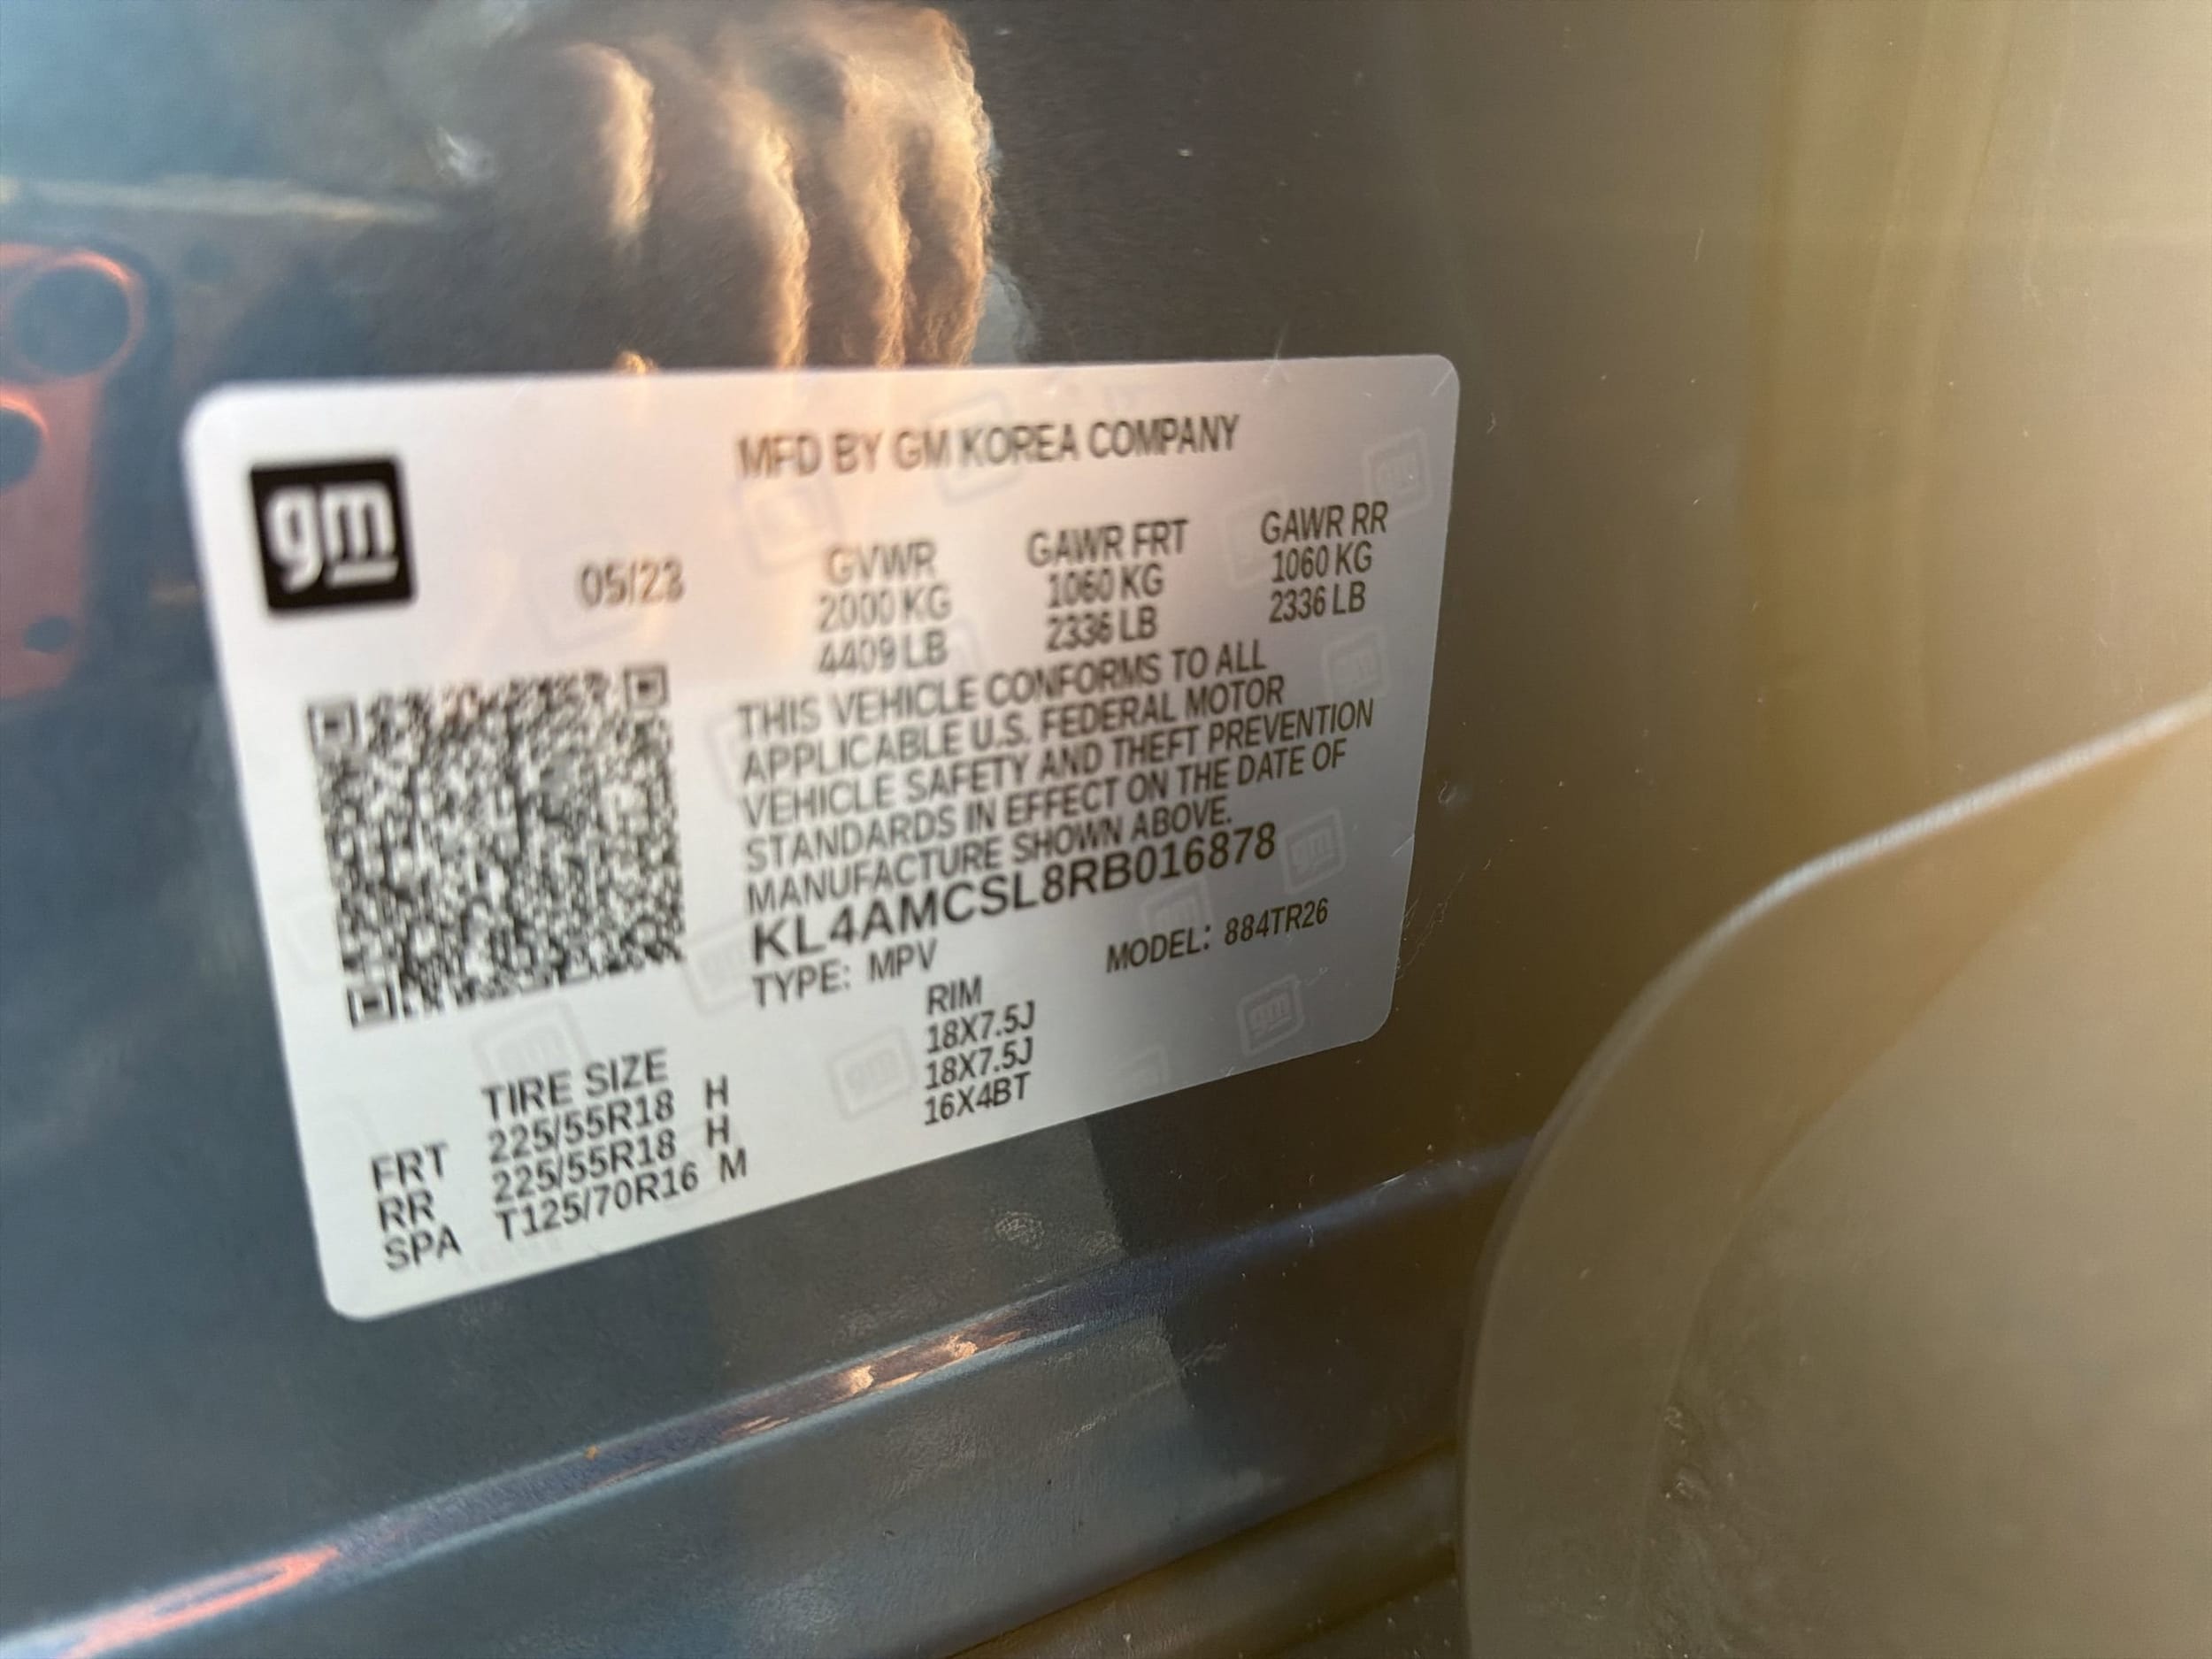 MFD BY GM KOREA COMPANY
gm
05/23
GVWR GAWR FRT GAWR RR
2000 KG 1060 KG 1060 KG
4409 LB 2336 LB 2336 LB
THIS VEHICLE CONFORMS TO ALL
APPLICABLE U.S. FEDERAL MOTOR
VEHICLE SAFETY AND THEFT PREVENTION
STANDARDS IN EFFECT ON THE DATE OF
MANUFACTURE SHOWN ABOVE.
KL4AMCSL8RB016878
TYPE: MPV MODEL: 884TR26
TIRE SIZE RIM
FRT 225/55R18 H 18X7.5J
RR 225/55R18 H 18X7.5J
SPA T125/70R16 M 16X4BT